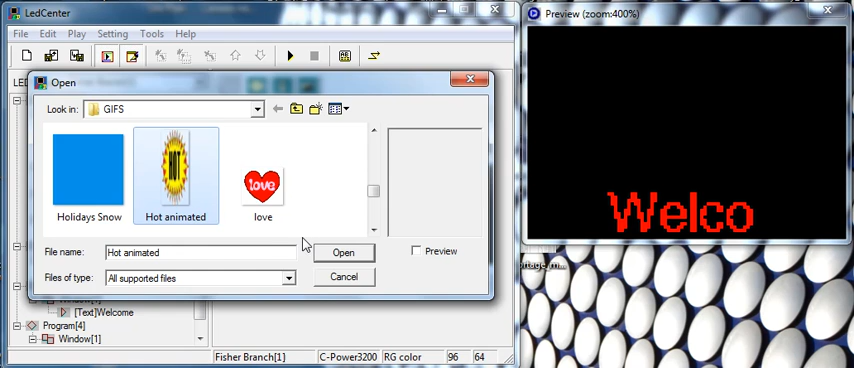 LedCenter
File Edit Play Setting Tools Help
Open
Look in: GIFS
HOT
love
Holidays Snow Hot animated love
File name: Hot animated Open
Preview
Files of type: All supported files Cancel
[Text]Welcome
Program[4]
Window[1]
Fisher Branch[1] C-Power3200 RG color 96 64
Preview (zoom:400%)
Welco